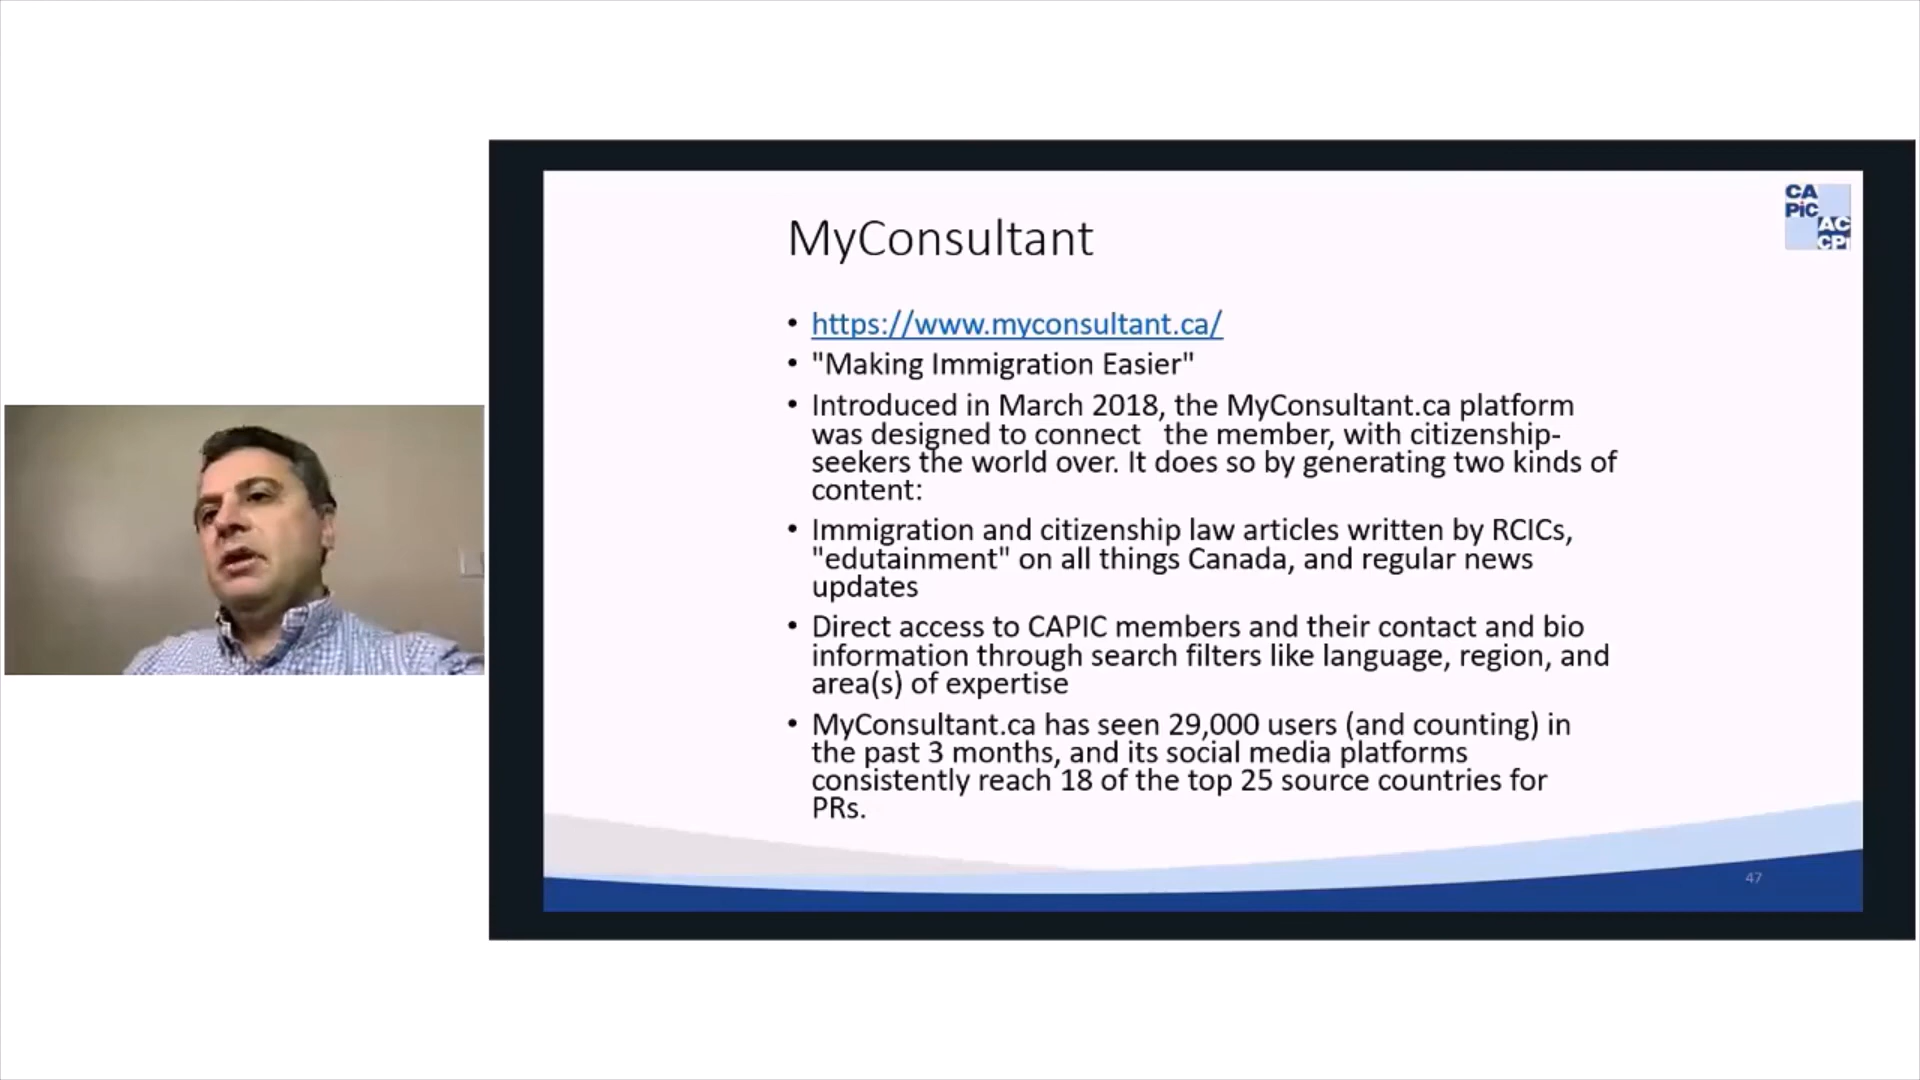 CA
PiC
AC
CPi
MyConsultant
• https://www.myconsultant.ca/
• "Making Immigration Easier"
• Introduced in March 2018, the MyConsultant.ca platform
was designed to connect   the member, with citizenship-
seekers the world over. It does so by generating two kinds of
content:
• Immigration and citizenship law articles written by RCICs,
"edutainment" on all things Canada, and regular news
updates
• Direct access to CAPIC members and their contact and bio
information through search filters like language, region, and
area(s) of expertise
• MyConsultant.ca has seen 29,000 users (and counting) in
the past 3 months, and its social media platforms
consistently reach 18 of the top 25 source countries for
PRs.
47